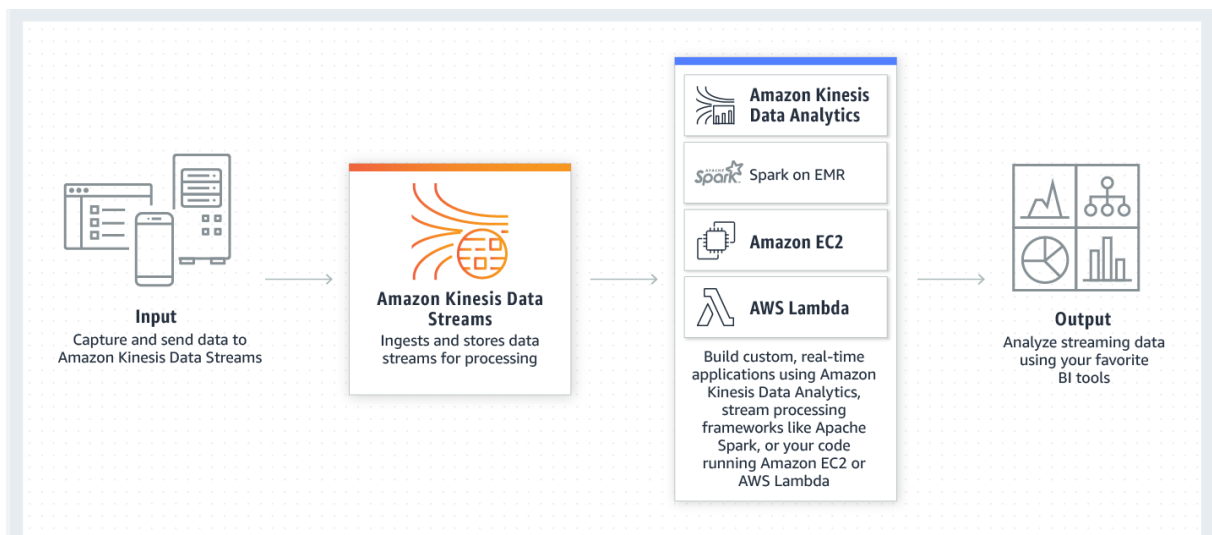 Input
Capture and send data to
Amazon Kinesis Data Streams
Amazon Kinesis Data
Streams
Ingests and stores data
streams for processing
Amazon Kinesis
Data Analytics
APACHE
Spark
Spark on EMR
Amazon EC2
AWS Lambda
Build custom, real-time
applications using Amazon
Kinesis Data Analytics,
stream processing
frameworks like Apache
Spark, or your code
running Amazon EC2 or
AWS Lambda
Output
Analyze streaming data
using your favorite
BI tools